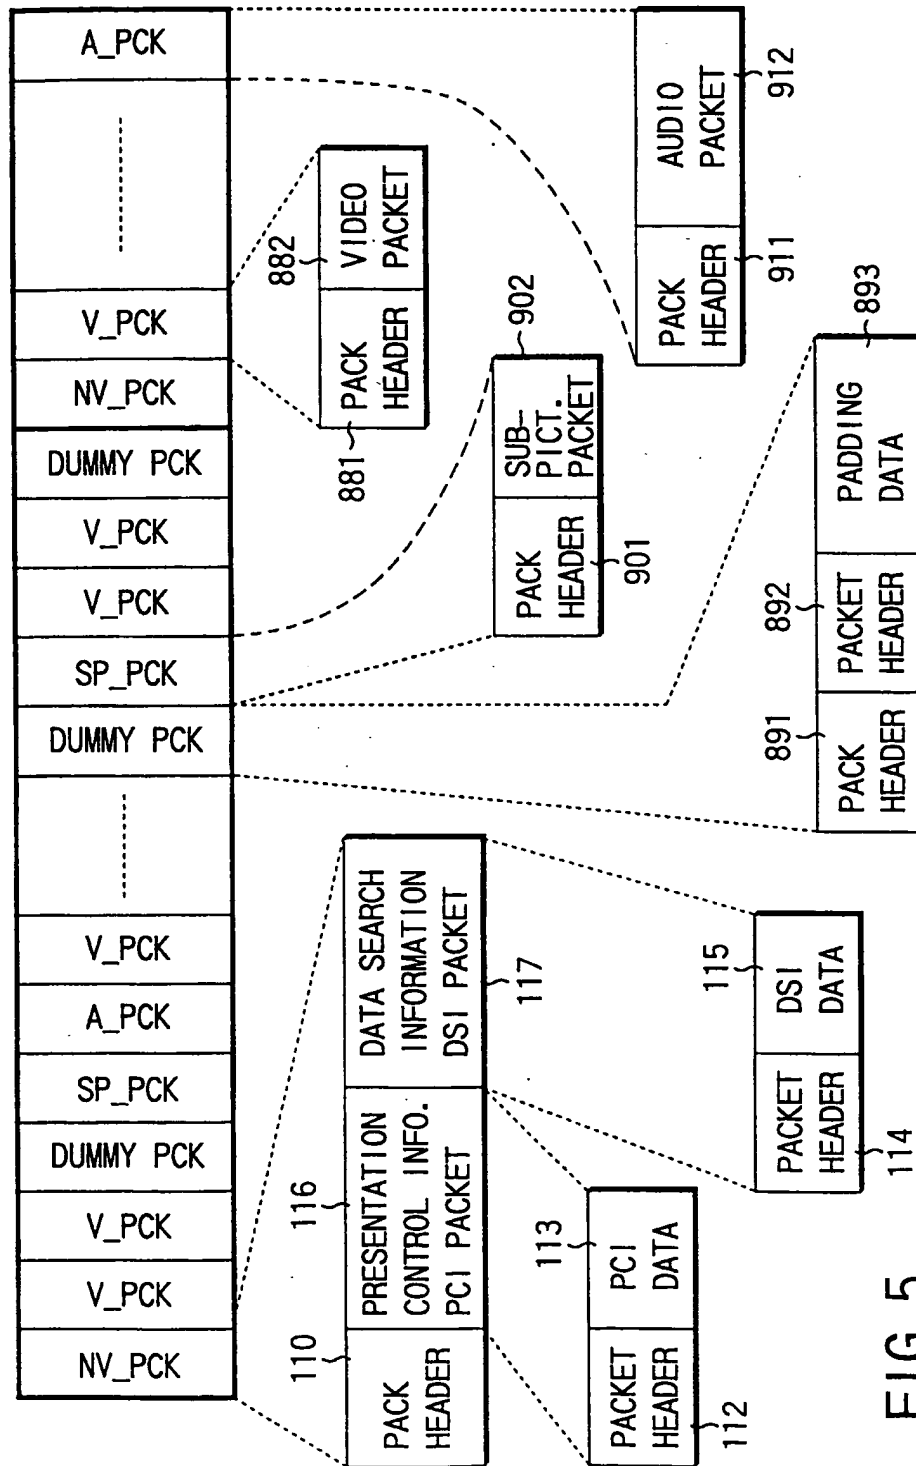 NV_PCK
V_PCK
V_PCK
DUMMY PCK
SP_PCK
A_PCK
V_PCK
DUMMY PCK
SP_PCK
V_PCK
V_PCK
DUMMY PCK
NV_PCK
V_PCK
A_PCK
110
116
PACK
HEADER
PRESENTATION
CONTROL INFO.
PCI PACKET
DATA SEARCH
INFORMATION
DSI PACKET
117
881
882
PACK
HEADER
VIDEO
PACKET
113
PACKET
HEADER
PCI
DATA
112
PACK
HEADER
SUB-
PICT.
PACKET
901
902
115
PACKET
HEADER
DSI
DATA
114
PACK
HEADER
AUDIO
PACKET
911
912
891
892
PACK
HEADER
PACKET
HEADER
PADDING
DATA
893
FIG. 5